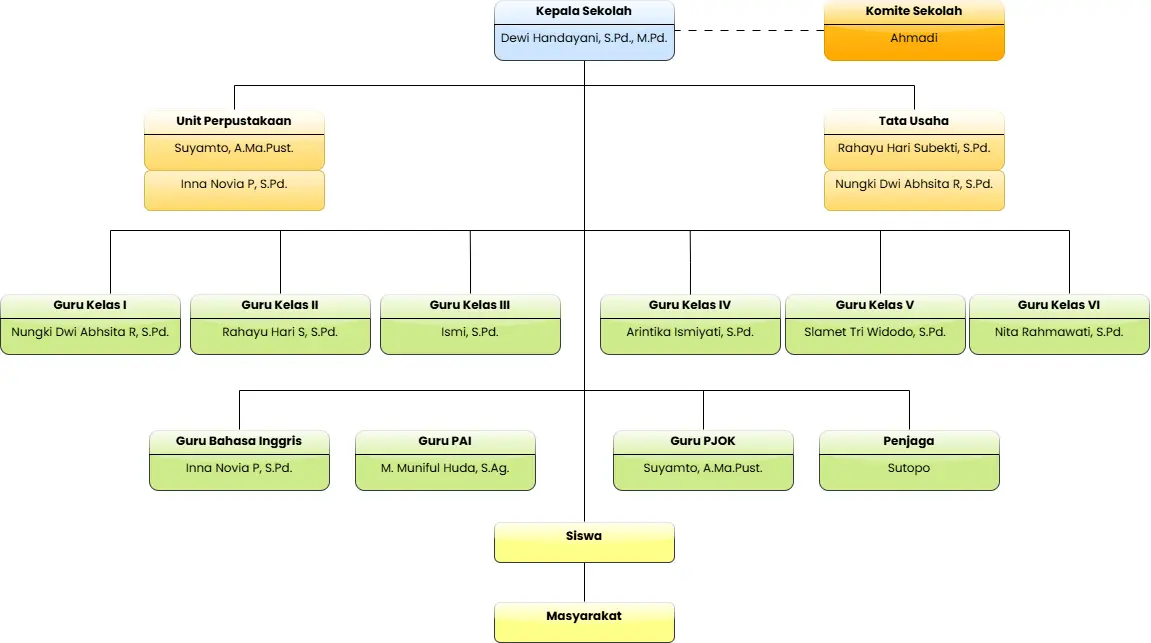 Kepala Sekolah
Dewi Handayani, S.Pd., M.Pd.
Komite Sekolah
Ahmadi
Unit Perpustakaan
Suyamto, A.Ma.Pust.
Inna Novia P, S.Pd.
Tata Usaha
Rahayu Hari Subekti, S.Pd.
Nungki Dwi Abhsita R, S.Pd.
Guru Kelas I
Nungki Dwi Abhsita R, S.Pd.
Guru Kelas II
Rahayu Hari S, S.Pd.
Guru Kelas III
Ismi, S.Pd.
Guru Kelas IV
Arintika Ismiyati, S.Pd.
Guru Kelas V
Slamet Tri Widodo, S.Pd.
Guru Kelas VI
Nita Rahmawati, S.Pd.
Guru Bahasa Inggris
Inna Novia P, S.Pd.
Guru PAI
M. Muniful Huda, S.Ag.
Guru PJOK
Suyamto, A.Ma.Pust.
Penjaga
Sutopo
Siswa
Masyarakat